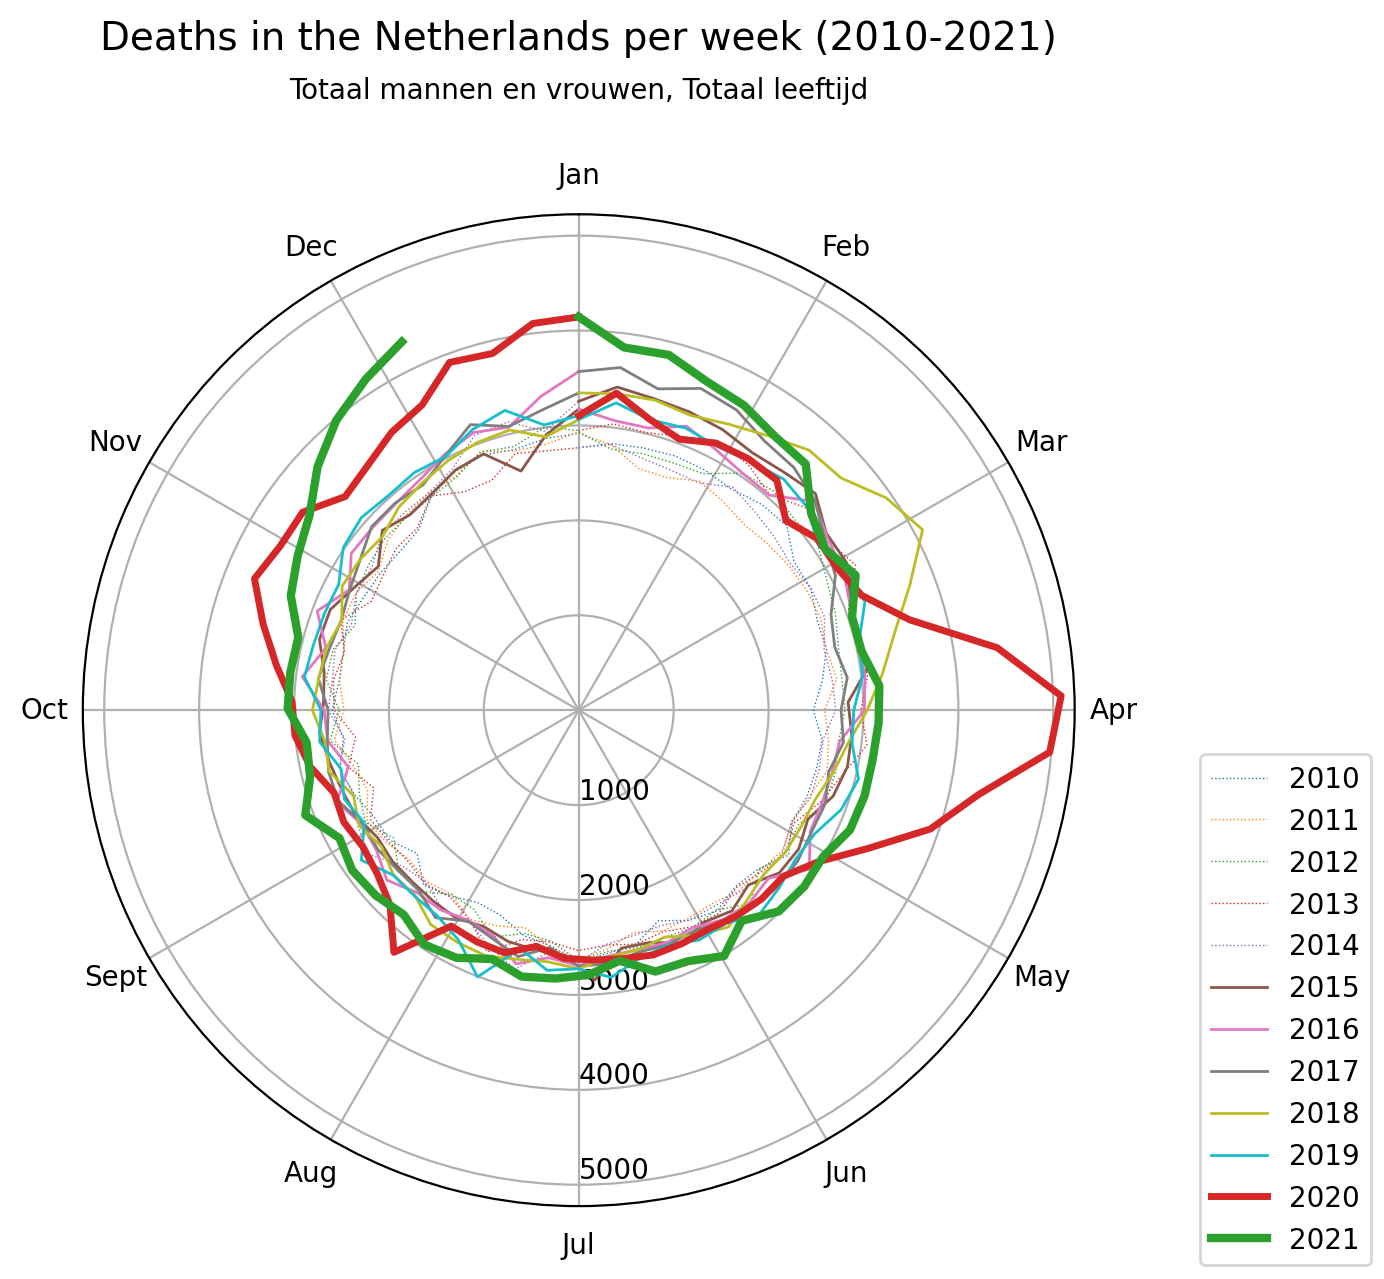 Deaths in the Netherlands per week (2010-2021)
Totaal mannen en vrouwen, Totaal leeftijd
Jan
Dec
Feb
Nov
Mar
Oct
Apr
1000
2000
3000
4000
5000
Sept
May
Aug
Jun
Jul
2010
2011
2012
2013
2014
2015
2016
2017
2018
2019
2020
2021